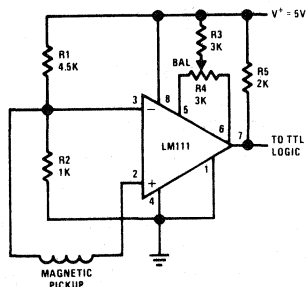 V+ = 5V
R1
4.5K
R3
3K
BAL
R4
3K
R5
2K
3
8
5
6
7
TO TTL
LOGIC
LM111
R2
1K
2
4
1
−
+
MAGNETIC
PICKUP